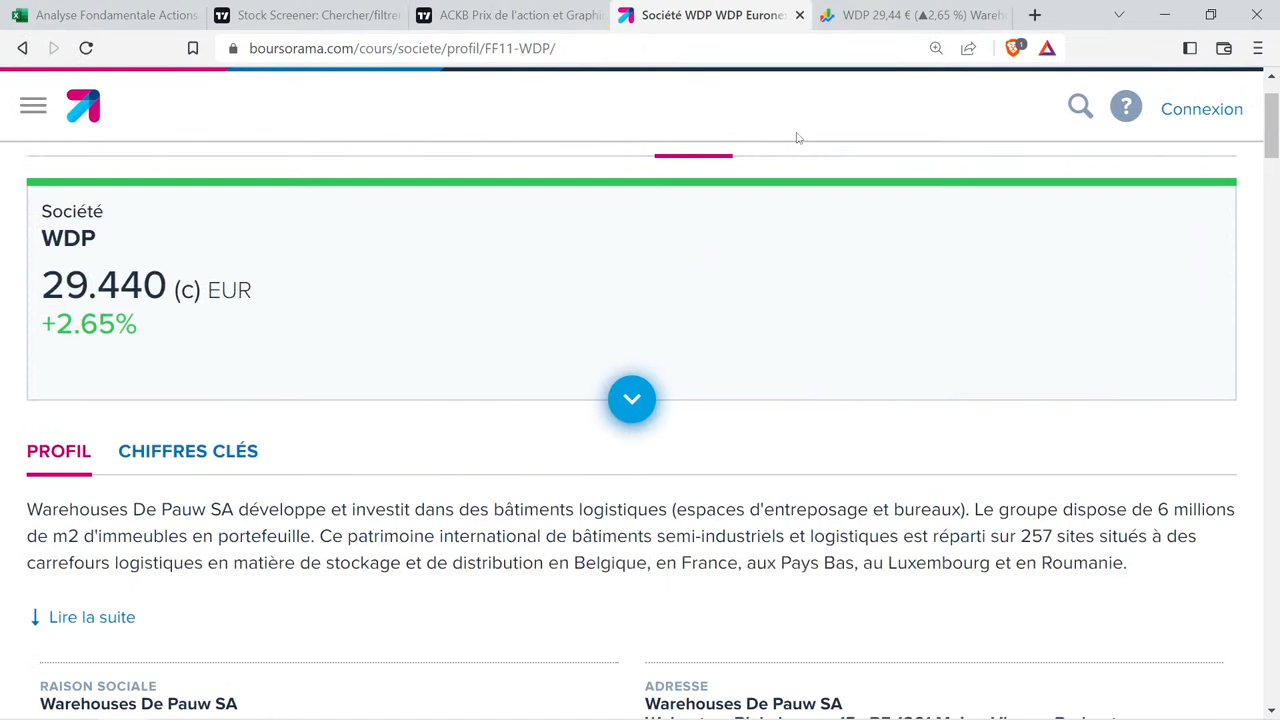 Analyse Fondamentale Actions
Stock Screener: Chercher filtrer
ACKB Prix de l'action et Graphi
Société WDP WDP Eurone
WDP 29,44 € (▲2,65 %) Wareh
boursorama.com/cours/societe/profil/FF11-WDP/
1
?
Connexion
Société
WDP
29.440 (c) EUR
+2.65%
PROFIL
CHIFFRES CLÉS
Warehouses De Pauw SA développe et investit dans des bâtiments logistiques (espaces d'entreposage et bureaux). Le groupe dispose de 6 millions
de m2 d'immeubles en portefeuille. Ce patrimoine international de bâtiments semi-industriels et logistiques est réparti sur 257 sites situés à des
carrefours logistiques en matière de stockage et de distribution en Belgique, en France, aux Pays Bas, au Luxembourg et en Roumanie.
Lire la suite
RAISON SOCIALE
Warehouses De Pauw SA
ADRESSE
Warehouses De Pauw SA